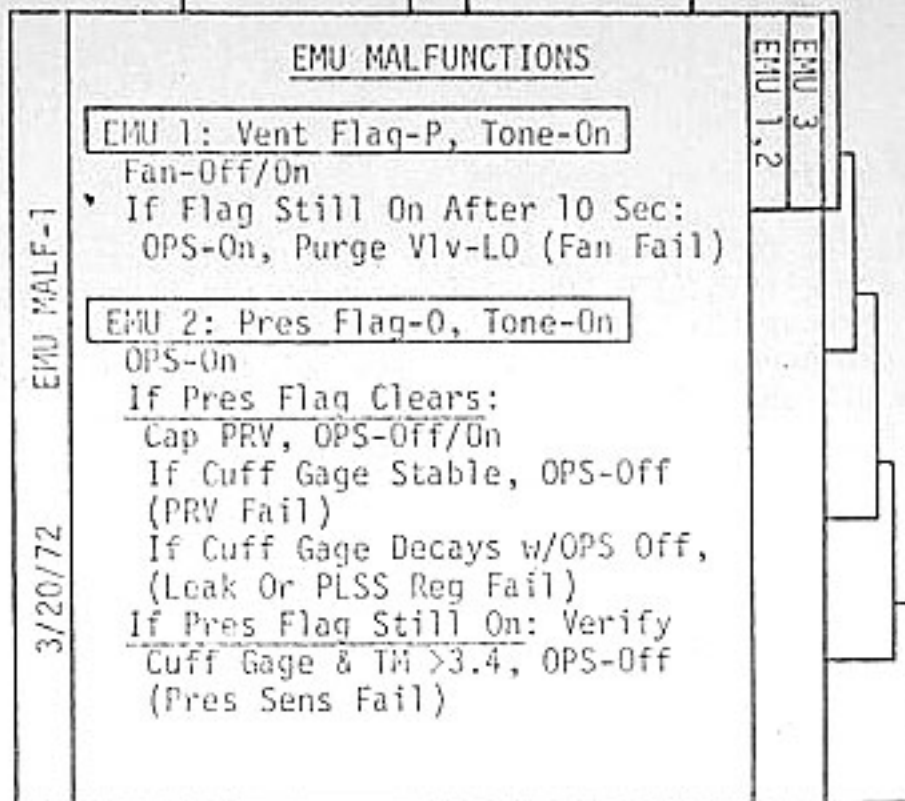 EMU MALFUNCTIONS
EMU 1: Vent Flag-P, Tone-On
Fan-Off/On
If Flag Still On After 10 Sec:
OPS-On, Purge Vlv-LO (Fan Fail)
EMU 2: Pres Flag-O, Tone-On
OPS-On
If Pres Flag Clears:
Cap PRV, OPS-Off/On
If Cuff Gage Stable, OPS-Off
(PRV Fail)
If Cuff Gage Decays w/OPS Off,
(Leak Or PLSS Reg Fail)
If Pres Flag Still On: Verify
Cuff Gage & TM >3.4, OPS-Off
(Pres Sens Fail)
EMU 3
EMU 1,2
EMU MALF-1
3/20/72